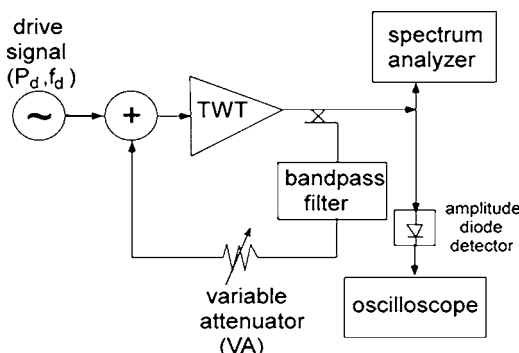 drive
signal
(P_d,f_d)
~
+
TWT
spectrum
analyzer
bandpass
filter
amplitude
diode
detector
variable
attenuator
(VA)
oscilloscope